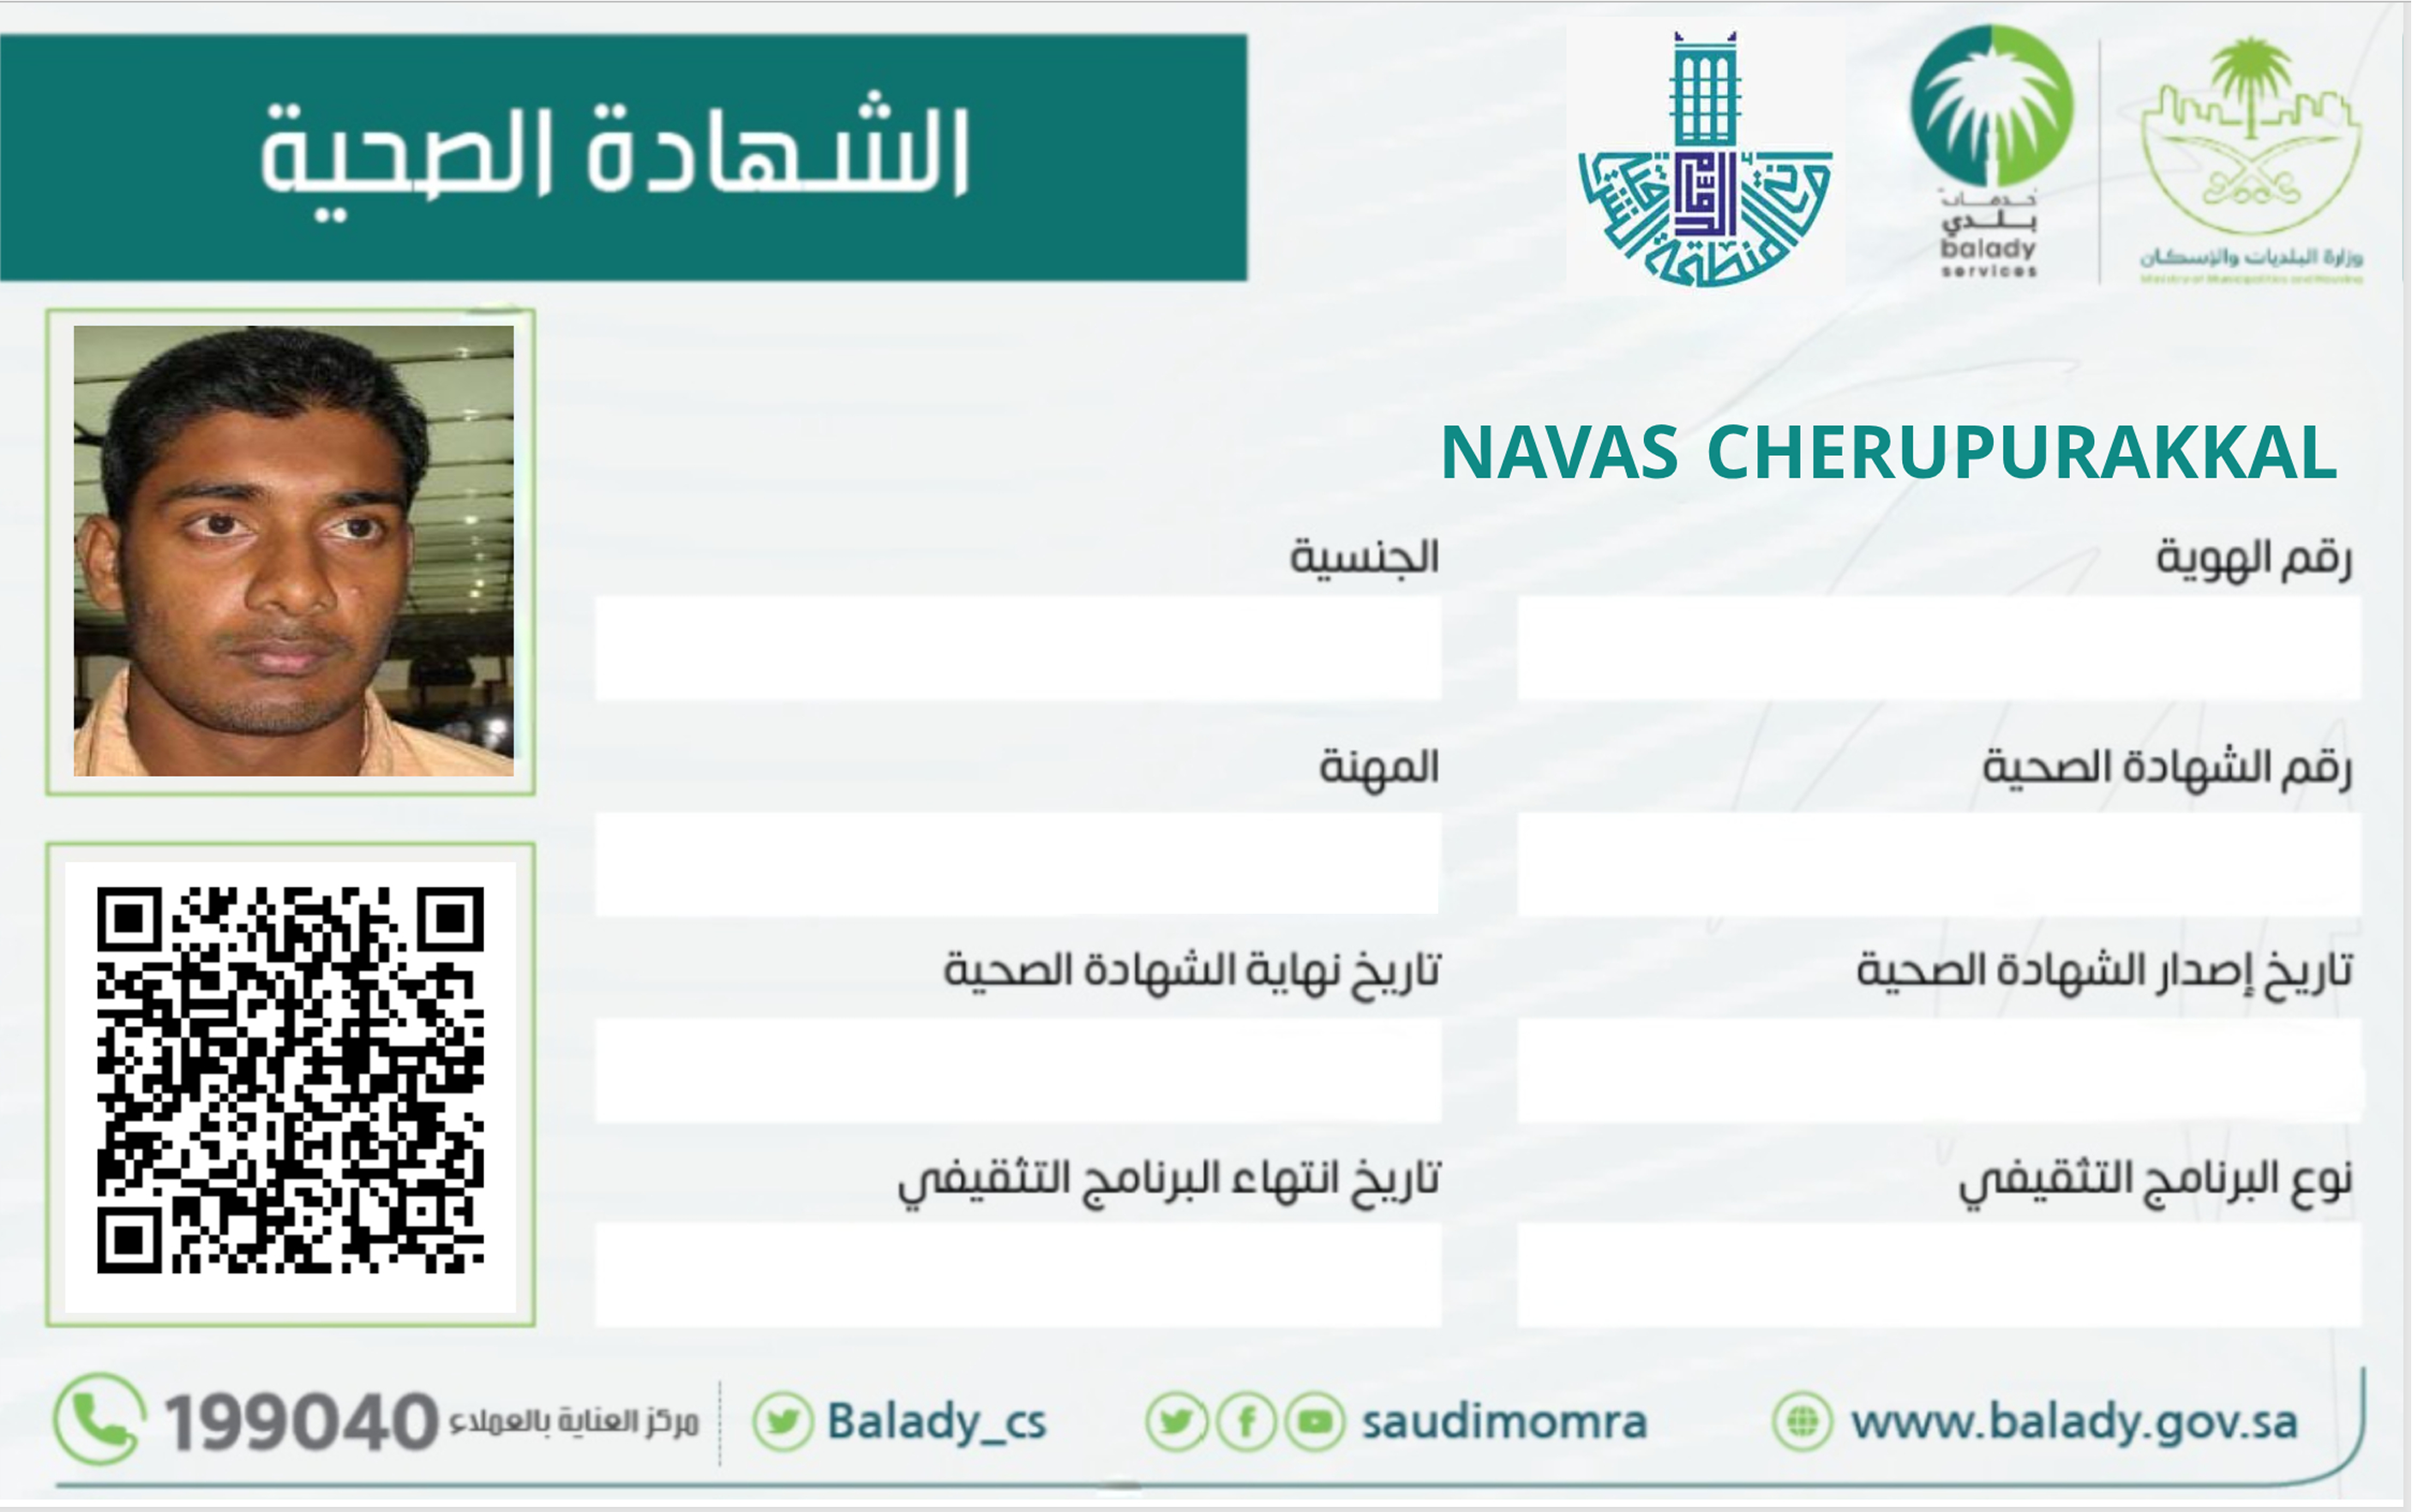 الشهادة الصحية
أمانة المنطقة الشرقية
خدمات
بلدي
balady
services
وزارة البلديات والإسكان
Ministry of Municipalities and Housing
NAVAS CHERUPURAKKAL
رقم الهوية
الجنسية
رقم الشهادة الصحية
المهنة
تاريخ إصدار الشهادة الصحية
تاريخ نهاية الشهادة الصحية
نوع البرنامج التثقيفي
تاريخ انتهاء البرنامج التثقيفي
www.balady.gov.sa
saudimomra
Balady_cs
مركز العناية بالعملاء 199040